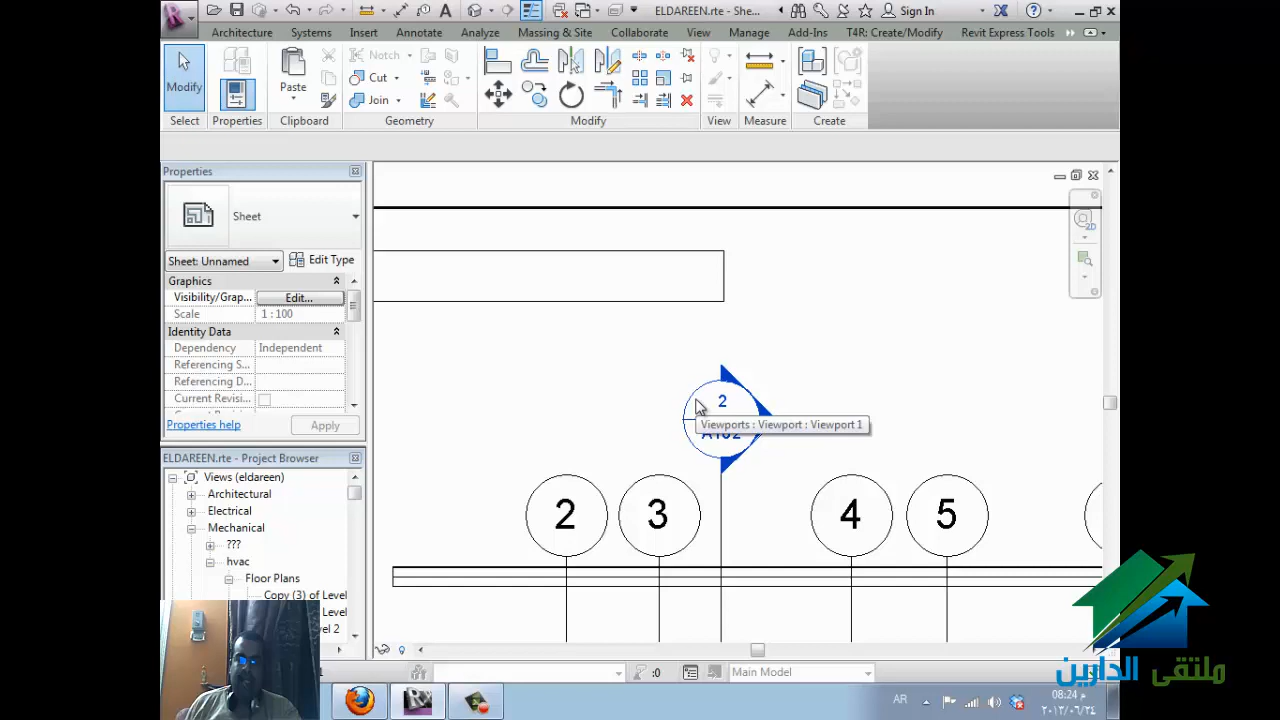 ELDAREEN.rte - She...
Sign In
Architecture Systems Insert Annotate Analyze Massing & Site Collaborate View Manage Add-Ins T4R: Create/Modify Revit Express Tools
Modify
Paste
Notch
Cut
Join
Select Properties Clipboard Geometry Modify View Measure Create
Properties
Sheet
Sheet: Unnamed
Edit Type
Graphics
Visibility/Grap... Edit...
Scale 1 : 100
Identity Data
Dependency Independent
Referencing S...
Referencing D...
Current Revisi...
Properties help Apply
ELDAREEN.rte - Project Browser
Views (eldareen)
Architectural
Electrical
Mechanical
???
hvac
Floor Plans
Copy (3) of Level
Level
el 2
2D
2
Viewports : Viewport : Viewport 1
2 3 4 5
:0
Main Model
ملتقى الدارين
AR
08:24 م
٢٠١٣/٠٦/٢٤